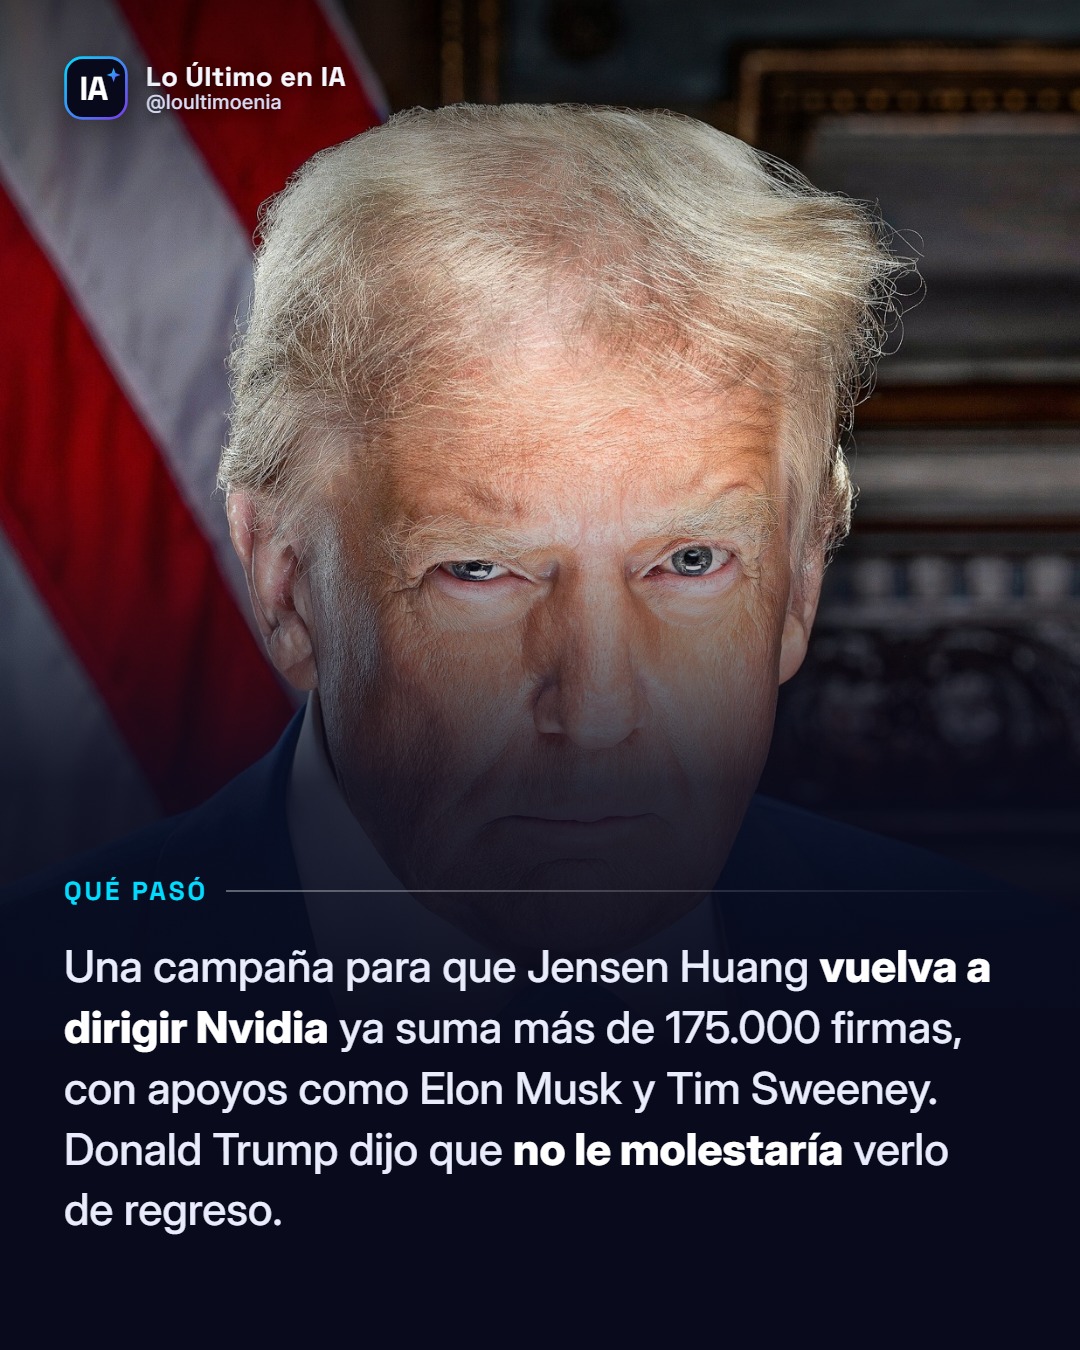 IA
Lo Último en IA
@loultimoenia
QUÉ PASÓ
Una campaña para que Jensen Huang vuelva a
dirigir Nvidia ya suma más de 175.000 firmas,
con apoyos como Elon Musk y Tim Sweeney.
Donald Trump dijo que no le molestaría verlo
de regreso.